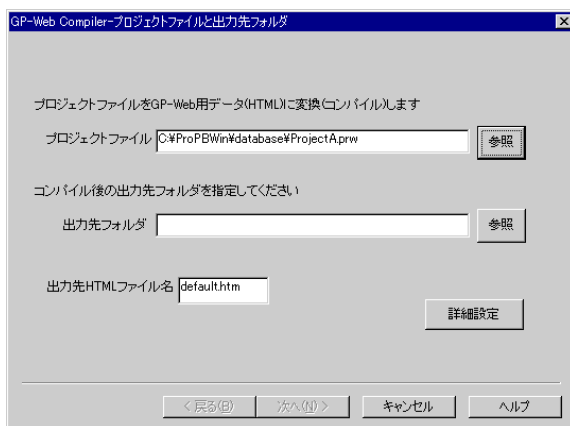 GP-Web Compiler-プロジェクトファイルと出力先フォルダ
プロジェクトファイルをGP-Web用データ(HTML)に変換(コンパイル)します
プロジェクトファイル C:¥ProPBWin¥database¥ProjectA.prw 参照
コンパイル後の出力先フォルダを指定してください
出力先フォルダ 参照
出力先HTMLファイル名 default.htm
詳細設定
< 戻る(B) 次へ(N) > キャンセル ヘルプ